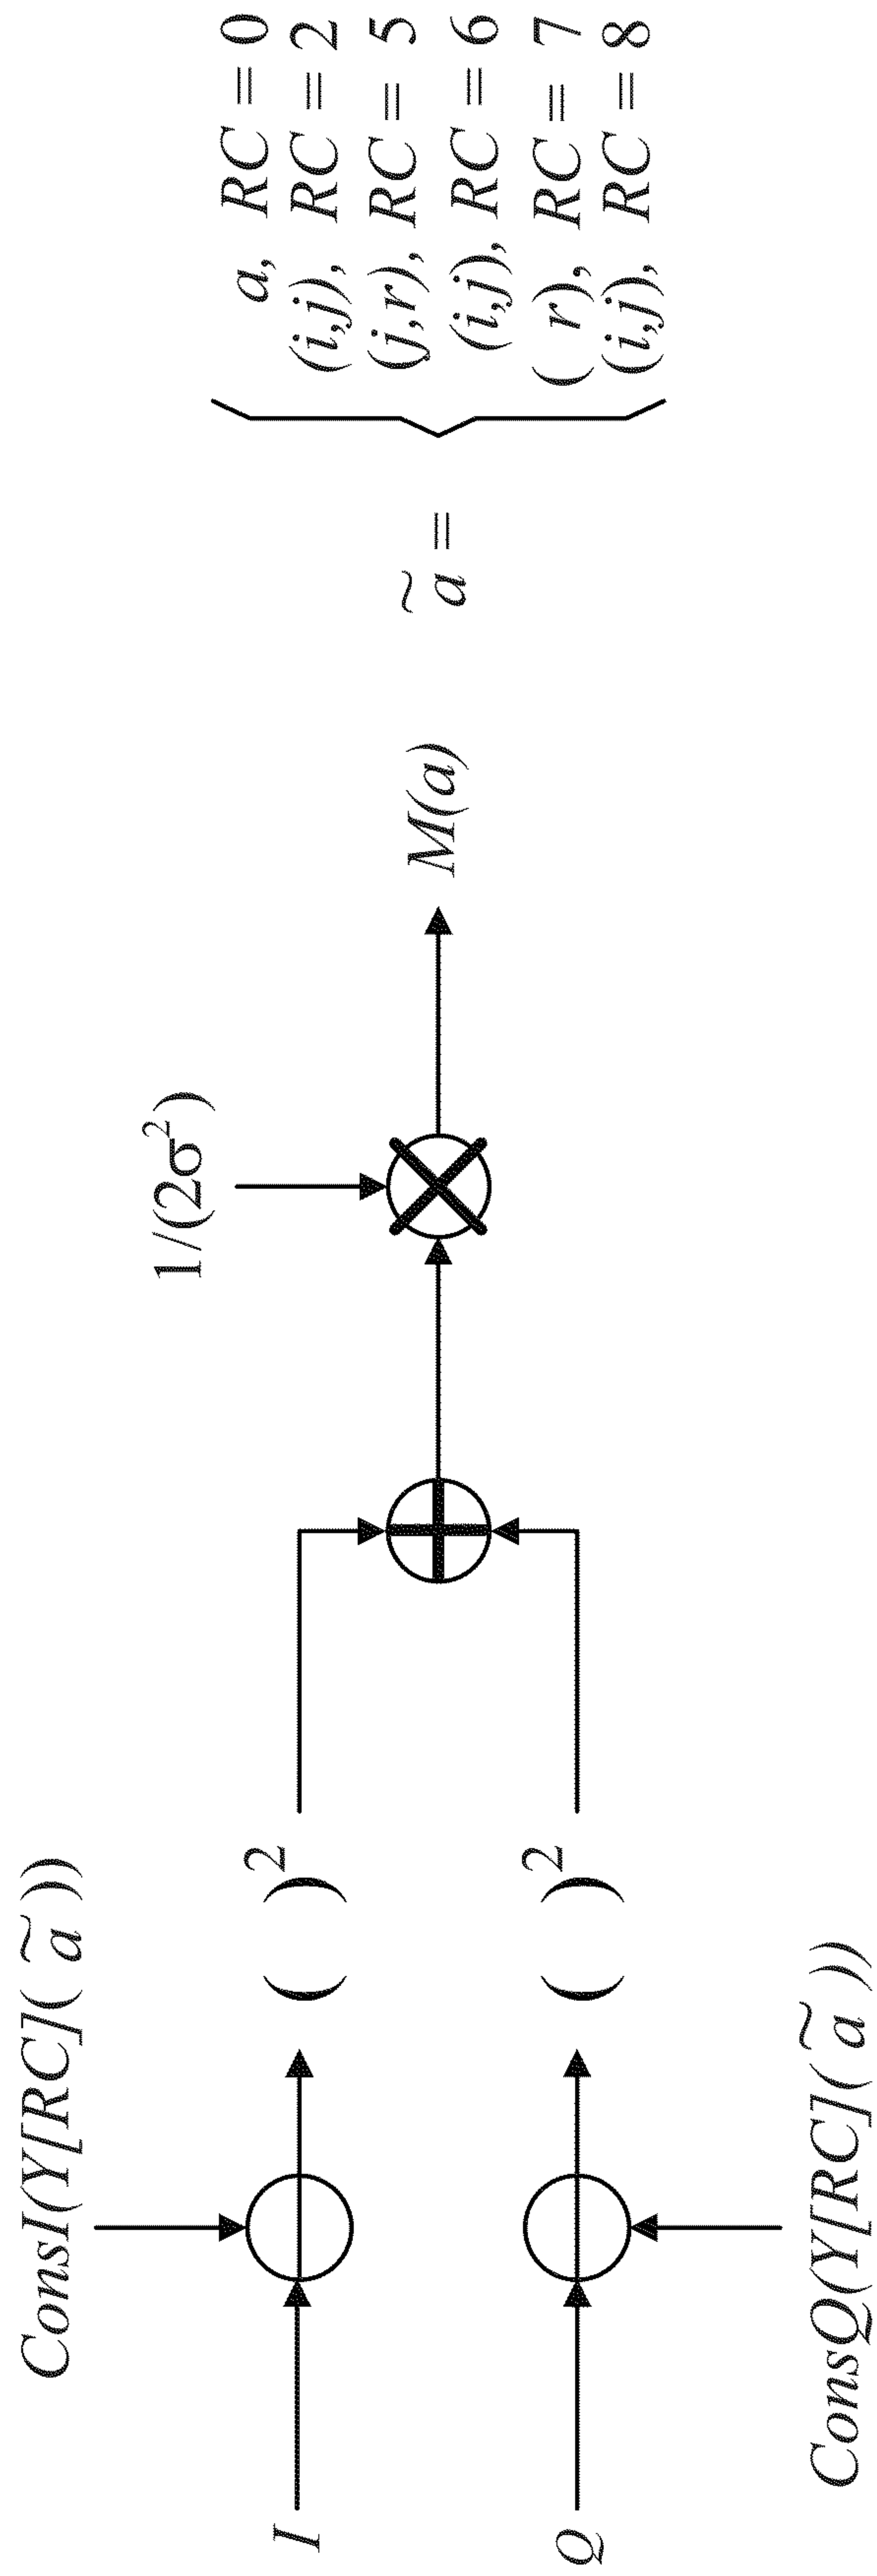 ConsI(Y[RC](ã))
I
( )²
1/(2σ²)
M(a)
Q
( )²
ConsQ(Y[RC](ã))
ã =
a, RC = 0
(i,j), RC = 2
(j,r), RC = 5
(i,j), RC = 6
( r), RC = 7
(i,j), RC = 8